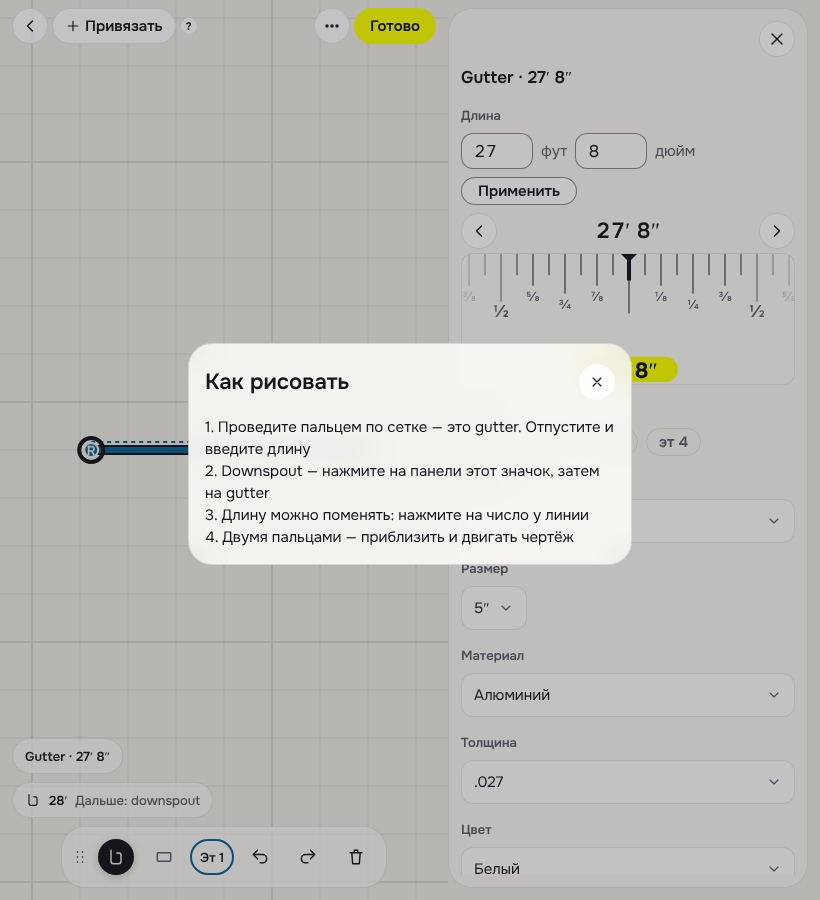 Привязать
?
Готово
Gutter · 27′ 8″
Длина
27 фут 8 дюйм
Применить
27′ 8″
⅜ ½ ⅝ ¾ ⅞ ⅛ ¼ ⅜ ½ ⅝
8″
Как рисовать
1. Проведите пальцем по сетке — это gutter. Отпустите и
введите длину
2. Downspout — нажмите на панели этот значок, затем
на gutter
3. Длину можно поменять: нажмите на число у линии
4. Двумя пальцами — приблизить и двигать чертёж
R
эт 4
Размер
5″
Материал
Алюминий
Толщина
.027
Цвет
Белый
Gutter · 27′ 8″
28′ Дальше: downspout
Эт 1